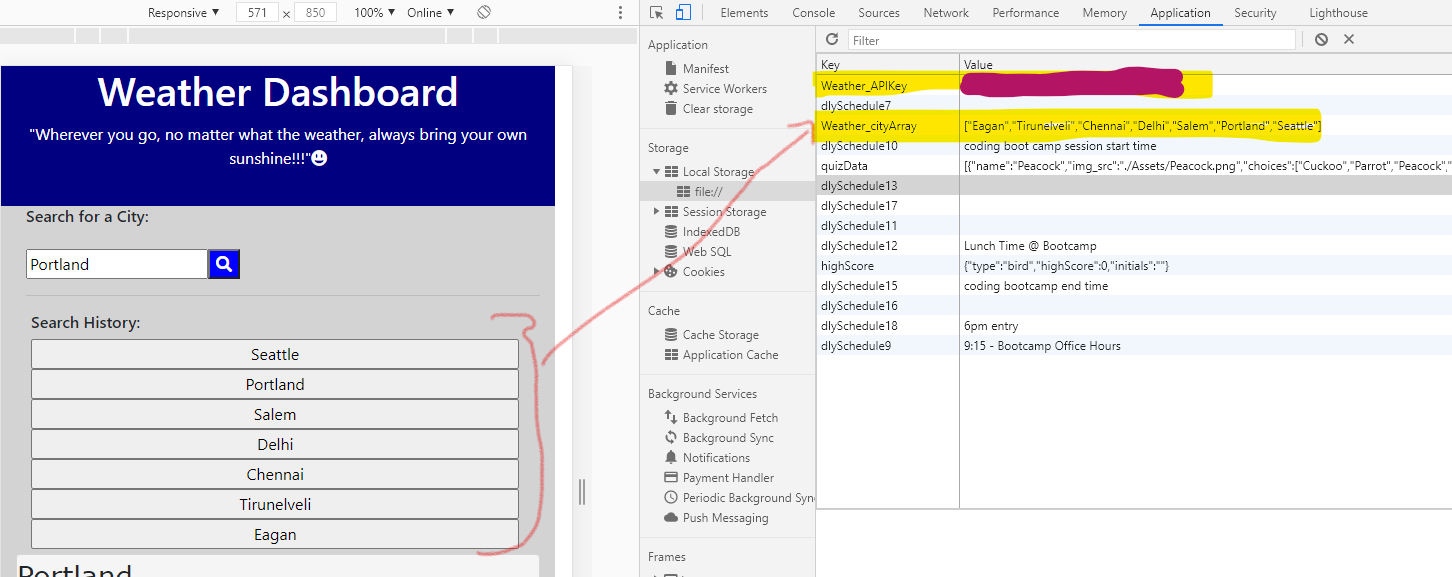 Responsive ▼ 571 x 850 100% ▼ Online ▼
Weather Dashboard
"Wherever you go, no matter what the weather, always bring your own
sunshine!!!"
Search for a City:
Portland
Search History:
Seattle
Portland
Salem
Delhi
Chennai
Tirunelveli
Eagan
Portland
Elements Console Sources Network Performance Memory Application Security Lighthouse
Application
Manifest
Service Workers
Clear storage
Storage
Local Storage
file://
Session Storage
IndexedDB
Web SQL
Cookies
Cache
Cache Storage
Application Cache
Background Services
Background Fetch
Background Sync
Notifications
Payment Handler
Periodic Background Syn
Push Messaging
Frames
Filter
Key Value
Weather_APIKey
dlySchedule7
Weather_cityArray ["Eagan","Tirunelveli","Chennai","Delhi","Salem","Portland","Seattle"]
dlySchedule10 coding boot camp session start time
quizData [{"name":"Peacock","img_src":"./Assets/Peacock.png","choices":["Cuckoo","Parrot","Peacock","
dlySchedule13
dlySchedule17
dlySchedule11
dlySchedule12 Lunch Time @ Bootcamp
highScore {"type":"bird","highScore":0,"initials":""}
dlySchedule15 coding bootcamp end time
dlySchedule16
dlySchedule18 6pm entry
dlySchedule9 9:15 - Bootcamp Office Hours